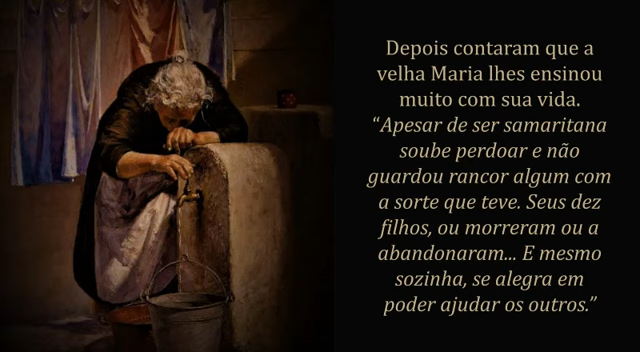 Depois contaram que a
velha Maria lhes ensinou
muito com sua vida.
“Apesar de ser samaritana
soube perdoar e não
guardou rancor algum com
a sorte que teve. Seus dez
filhos, ou morreram ou a
abandonaram... E mesmo
sozinha, se alegra em
poder ajudar os outros.”